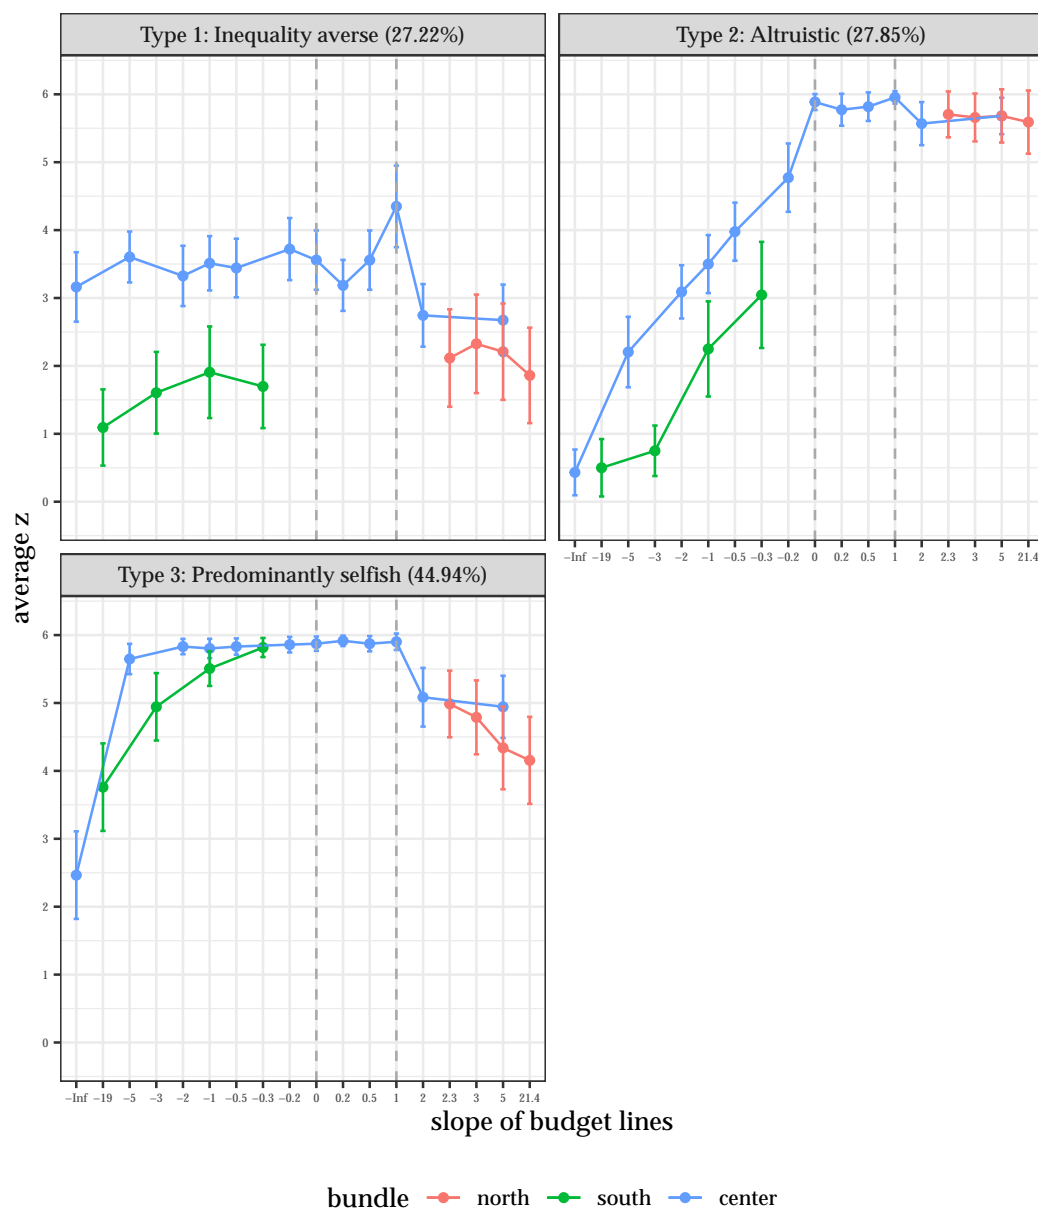 Type 1: Inequality averse (27.22%)
Type 2: Altruistic (27.85%)
6
5
4
3
2
1
0
−Inf −19 −5 −3 −2 −1 −0.5 −0.3 −0.2 0 0.2 0.5 1 2 2.3 3 5 21.4
average z
Type 3: Predominantly selfish (44.94%)
6
5
4
3
2
1
0
−Inf −19 −5 −3 −2 −1 −0.5 −0.3 −0.2 0 0.2 0.5 1 2 2.3 3 5 21.4
slope of budget lines
bundle north south center